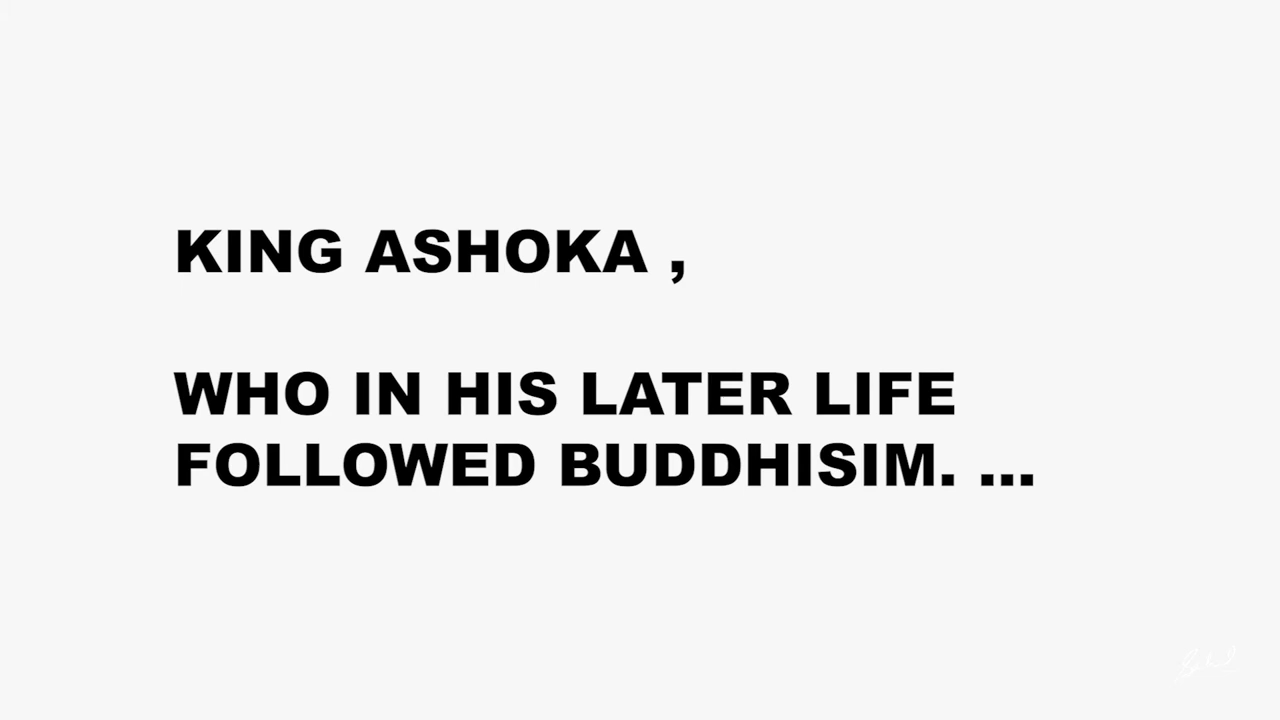 KING ASHOKA ,
WHO IN HIS LATER LIFE
FOLLOWED BUDDHISIM. ...